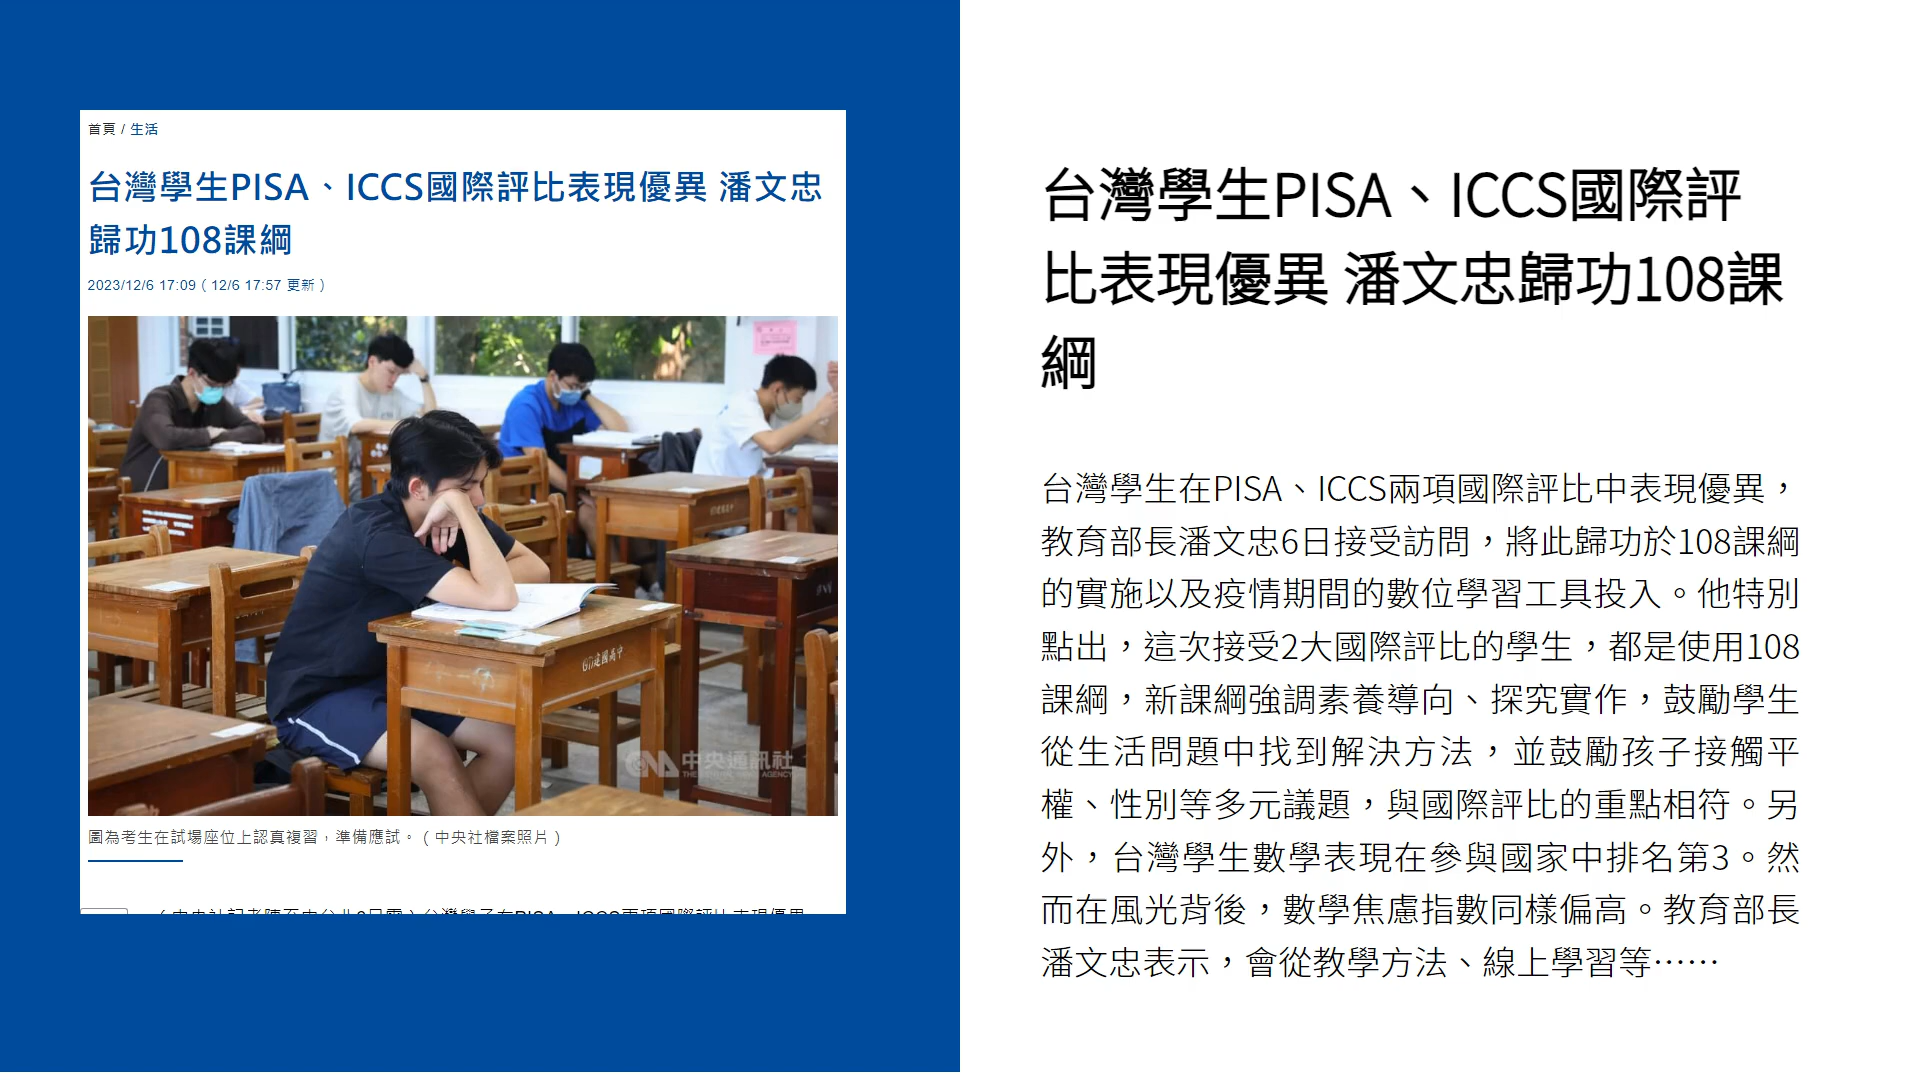 首頁 / 生活
台灣學生PISA、ICCS國際評比表現優異 潘文忠
歸功108課綱
2023/12/6 17:09（12/6 17:57 更新）
建國高中
CNA 中央通訊社
THE CENTRAL NEWS AGENCY
圖為考生在試場座位上認真複習，準備應試。（中央社檔案照片）
台灣學生PISA、ICCS國際評
比表現優異 潘文忠歸功108課
綱
台灣學生在PISA、ICCS兩項國際評比中表現優異，
教育部長潘文忠6日接受訪問，將此歸功於108課綱
的實施以及疫情期間的數位學習工具投入。他特別
點出，這次接受2大國際評比的學生，都是使用108
課綱，新課綱強調素養導向、探究實作，鼓勵學生
從生活問題中找到解決方法，並鼓勵孩子接觸平
權、性別等多元議題，與國際評比的重點相符。另
外，台灣學生數學表現在參與國家中排名第3。然
而在風光背後，數學焦慮指數同樣偏高。教育部長
潘文忠表示，會從教學方法、線上學習等⋯⋯